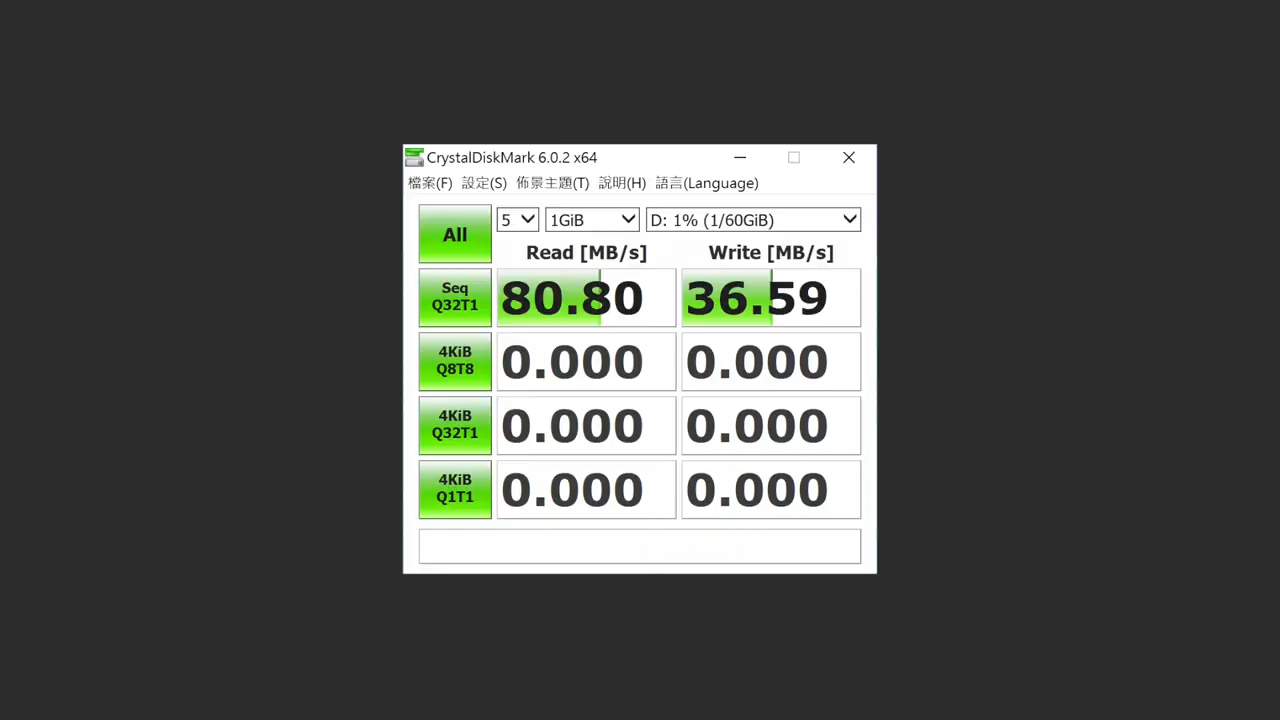 CrystalDiskMark 6.0.2 x64
檔案(F) 設定(S) 佈景主題(T) 說明(H) 語言(Language)
All
5 1GiB D: 1% (1/60GiB)
Read [MB/s] Write [MB/s]
Seq
Q32T1
80.80 36.59
4KiB
Q8T8
0.000 0.000
4KiB
Q32T1
0.000 0.000
4KiB
Q1T1
0.000 0.000